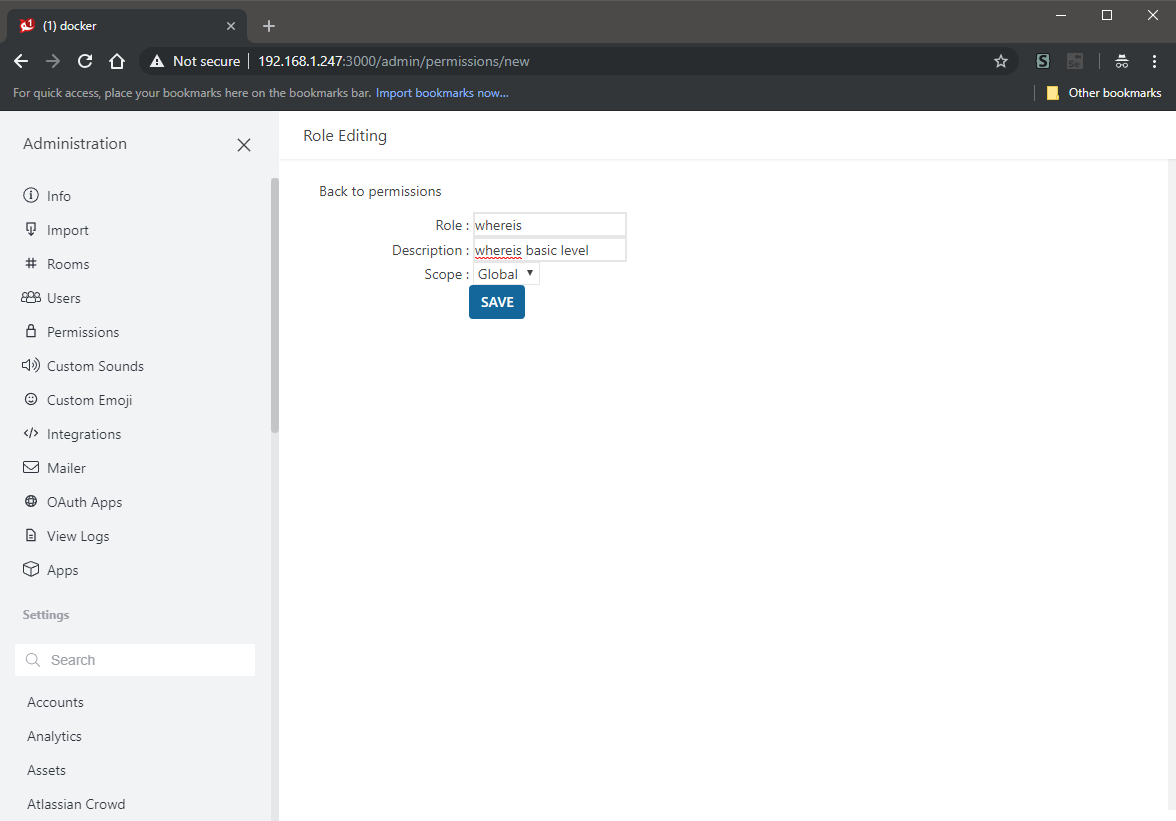 (1) docker
Not secure 192.168.1.247:3000/admin/permissions/new
For quick access, place your bookmarks here on the bookmarks bar. Import bookmarks now...
Other bookmarks
Administration
Info
Import
Rooms
Users
Permissions
Custom Sounds
Custom Emoji
Integrations
Mailer
OAuth Apps
View Logs
Apps
Settings
Search
Accounts
Analytics
Assets
Atlassian Crowd
Role Editing
Back to permissions
Role : whereis
Description : whereis basic level
Scope : Global
SAVE